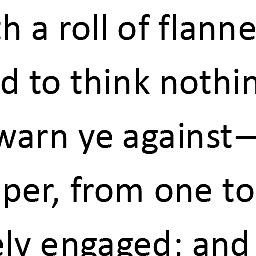 h a roll of flanne
d to think nothin
warn ye against—
per, from one to
ely engaged; and